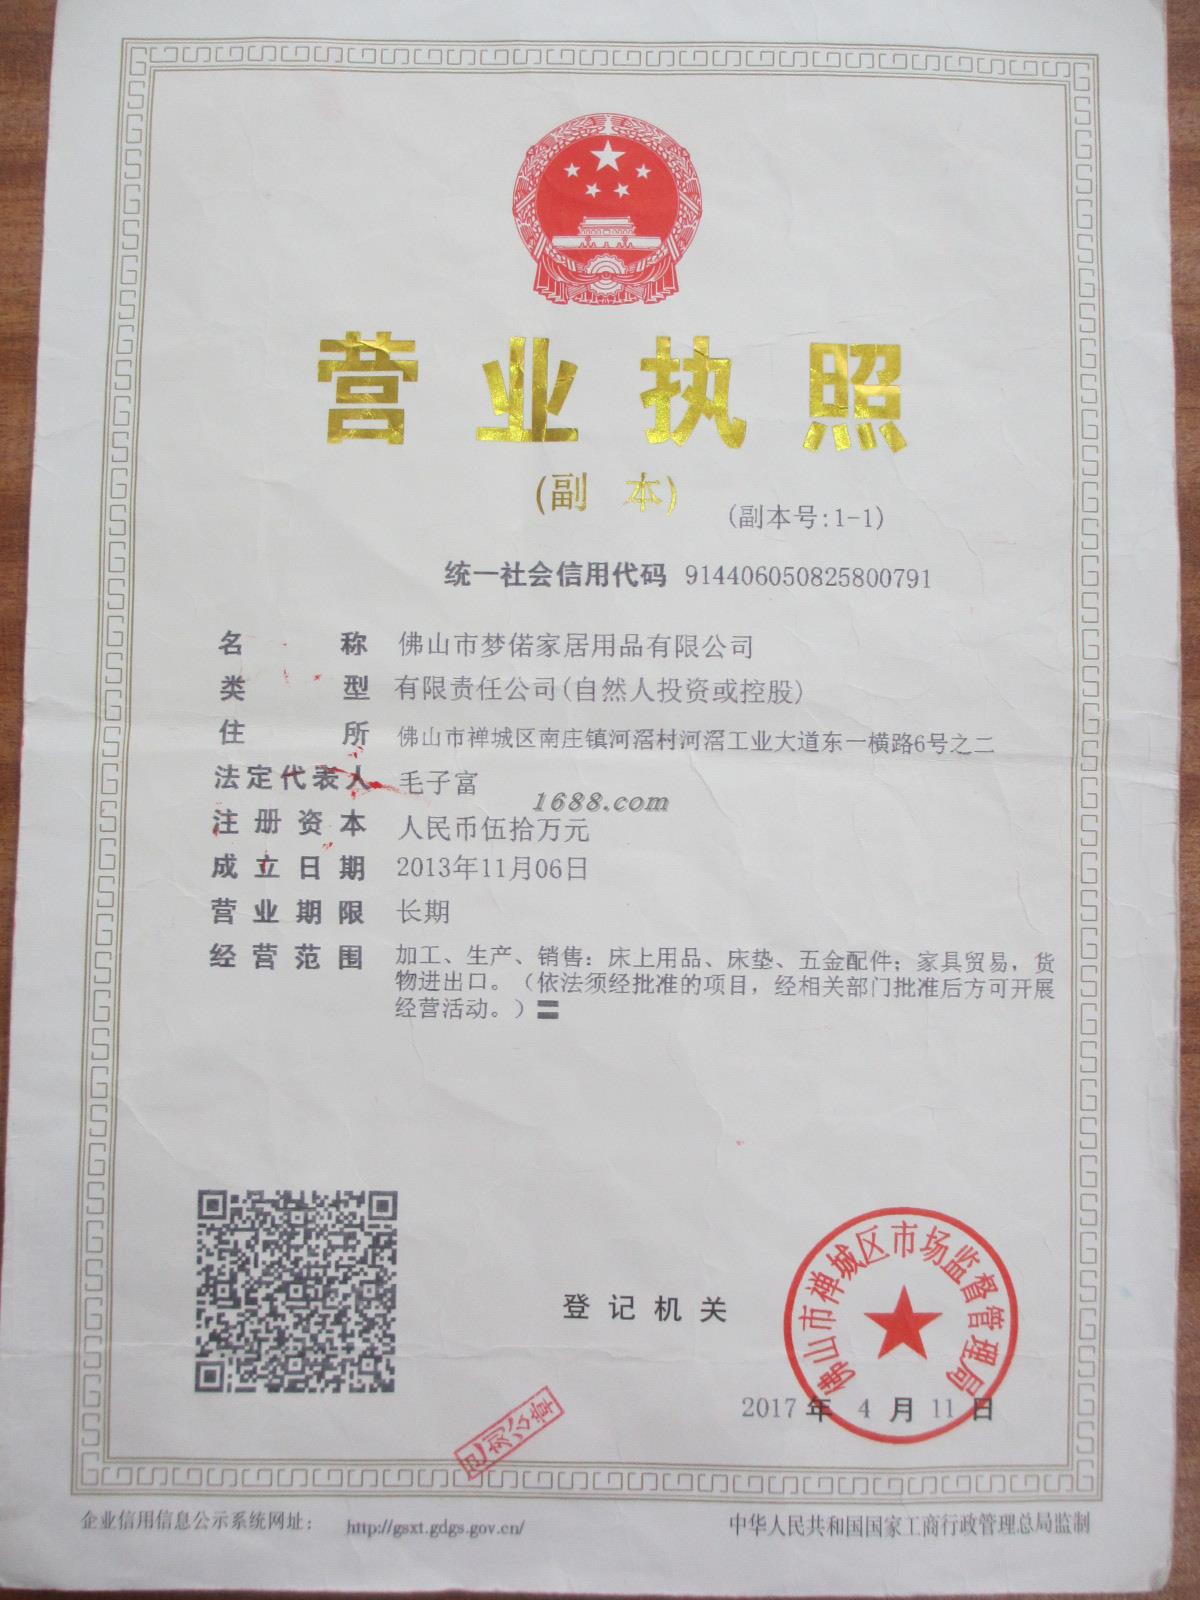 营业执照
(副 本)
(副本号:1-1)
统一社会信用代码 914406050825800791
名称 佛山市梦偌家居用品有限公司
类型 有限责任公司(自然人投资或控股)
住所 佛山市禅城区南庄镇河滘村河滘工业大道东一横路6号之二
法定代表人 毛子富
1688.com
注册资本 人民币伍拾万元
成立日期 2013年11月06日
营业期限 长期
经营范围 加工、生产、销售：床上用品、床垫、五金配件；家具贸易，货
物进出口。（依法须经批准的项目，经相关部门批准后方可开展
经营活动。）〓
登记机关
佛山市禅城区市场监督管理局
2017 年 4 月 11 日
已刻公章
企业信用信息公示系统网址： http://gsxt.gdgs.gov.cn/
中华人民共和国国家工商行政管理总局监制